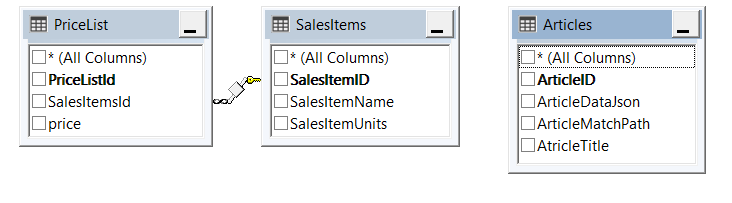 PriceList
* (All Columns)
PriceListId
SalesItemsId
price
SalesItems
* (All Columns)
SalesItemID
SalesItemName
SalesItemUnits
Articles
* (All Columns)
ArticleID
ArticleDataJson
ArticleMatchPath
AtricleTitle